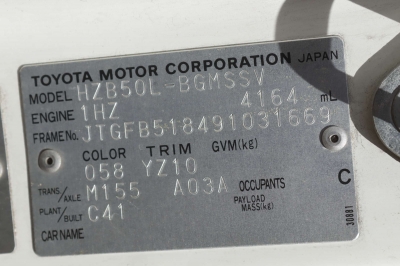 TOYOTA MOTOR CORPORATION JAPAN
MODEL HZB50L-BGMSSV
ENGINE 1HZ 4164 mL
FRAME No. JTGFB518491031669
COLOR TRIM GVM(kg)
058 YZ10
TRANS/AXLE M155 A03A OCCUPANTS
PLANT/BUILT C41 PAYLOAD MASS(kg)
CAR NAME
C
30881